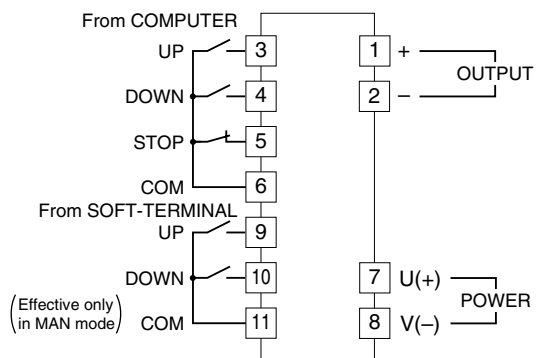 From COMPUTER
UP 3
DOWN 4
STOP 5
COM 6
From SOFT-TERMINAL
UP 9
DOWN 10
(Effective only
in MAN mode)
COM 11
1 +
OUTPUT
2 –
7 U(+)
POWER
8 V(–)